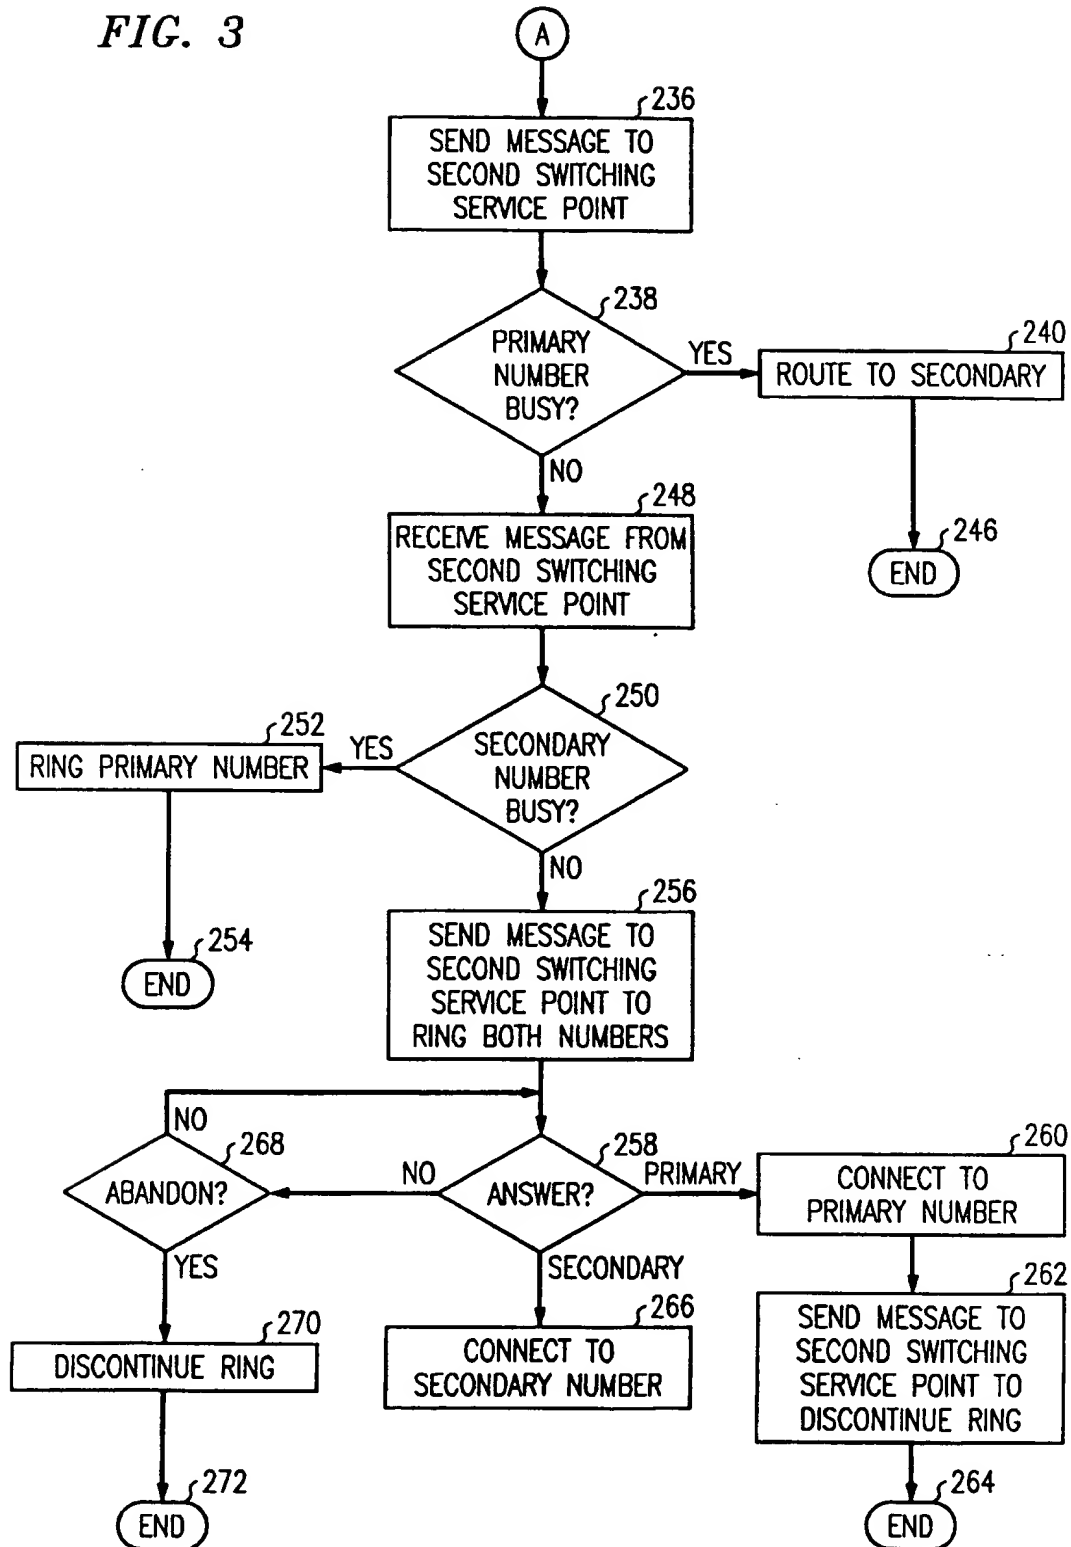 FIG. 3
A
236
SEND MESSAGE TO
SECOND SWITCHING
SERVICE POINT
238
PRIMARY
NUMBER
BUSY?
YES
240
ROUTE TO SECONDARY
NO
246
END
248
RECEIVE MESSAGE FROM
SECOND SWITCHING
SERVICE POINT
250
SECONDARY
NUMBER
BUSY?
YES
252
RING PRIMARY NUMBER
254
END
NO
256
SEND MESSAGE TO
SECOND SWITCHING
SERVICE POINT TO
RING BOTH NUMBERS
258
ANSWER?
NO
268
ABANDON?
NO
YES
270
DISCONTINUE RING
272
END
SECONDARY
266
CONNECT TO
SECONDARY NUMBER
PRIMARY
260
CONNECT TO
PRIMARY NUMBER
262
SEND MESSAGE TO
SECOND SWITCHING
SERVICE POINT TO
DISCONTINUE RING
264
END